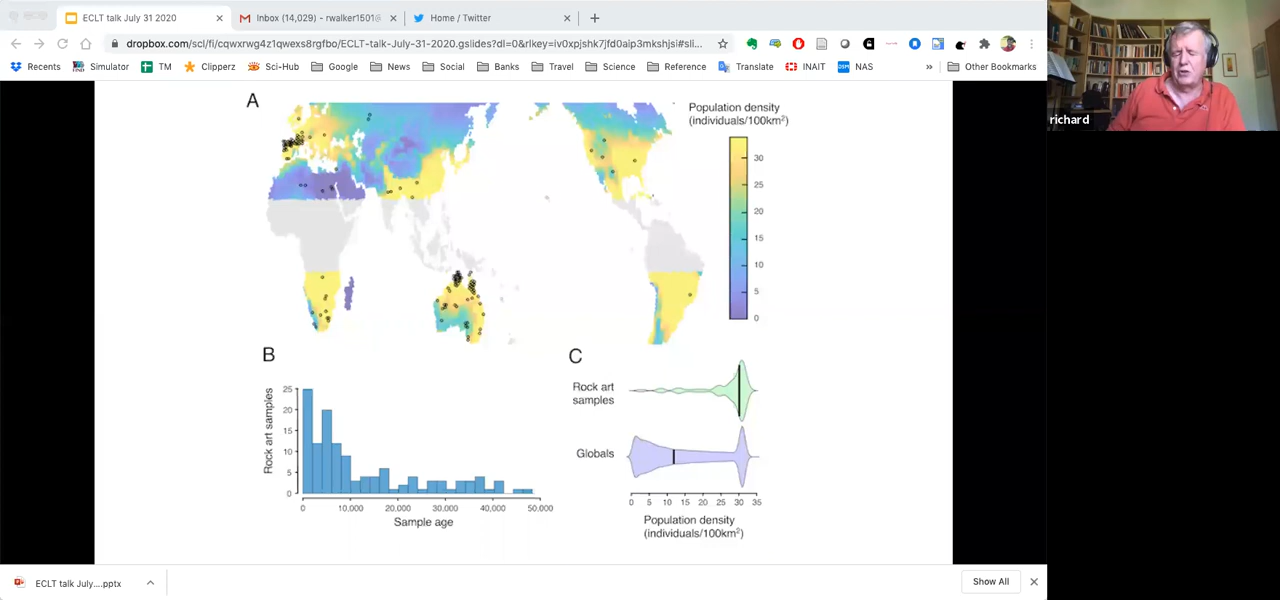 ECLT talk July 31 2020
Inbox (14,029) - rwalker1501@
Home / Twitter
dropbox.com/scl/fi/cqwxrwg4z1qwexs8rgfbo/ECLT-talk-July-31-2020.gslides?dl=0&rlkey=iv0xpjshk7jfd0aip3mkshjsi#sli...
Recents
Simulator
TM
Clipperz
Sci-Hub
Google
News
Social
Banks
Travel
Science
Reference
Translate
INAIT
NAS
»
Other Bookmarks
richard
A
Population density
(individuals/100km²)
30
25
20
15
10
5
0
B
Rock art samples
25
20
15
10
5
0
0 10,000 20,000 30,000 40,000 50,000
Sample age
C
Rock art
samples
Globals
0 5 10 15 20 25 30 35
Population density
(individuals/100km²)
ECLT talk July....pptx
Show All